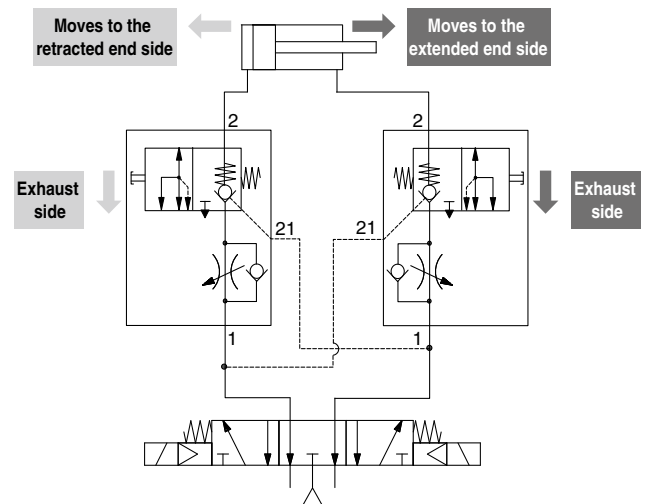 Moves to the
retracted end side
Moves to the
extended end side
2
2
Exhaust
side
Exhaust
side
21
21
1
1